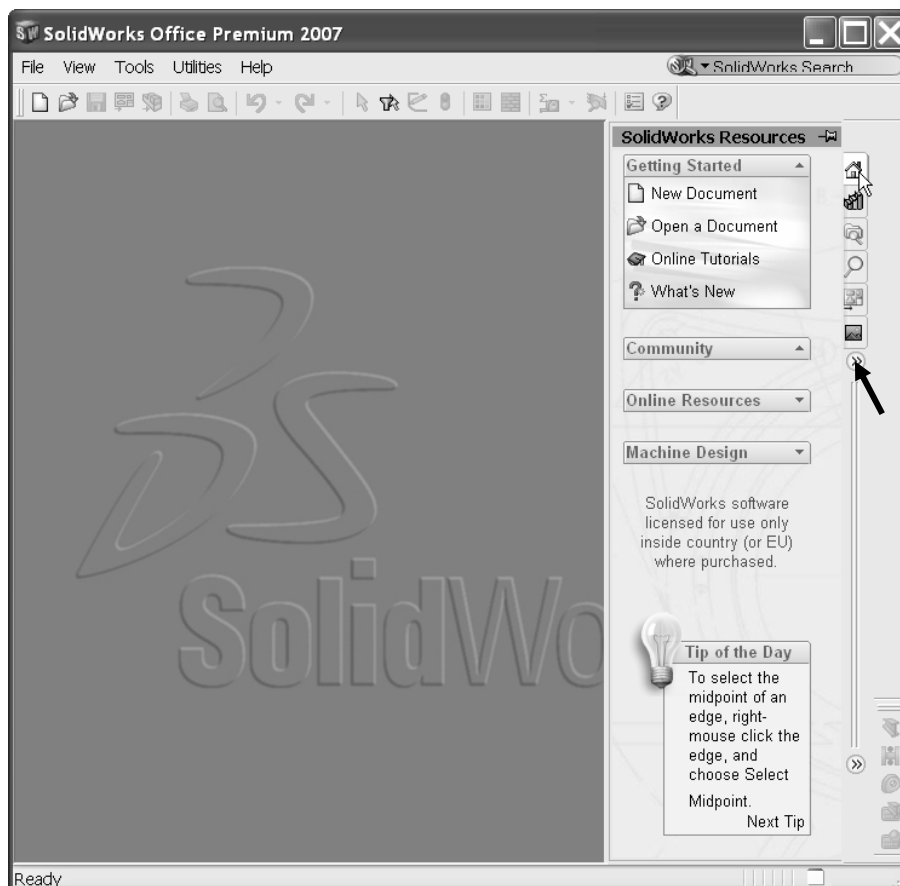 SolidWorks Office Premium 2007
File View Tools Utilities Help
SolidWorks Search
SolidWorks Resources
Getting Started
New Document
Open a Document
Online Tutorials
What's New
Community
Online Resources
Machine Design
SolidWorks software
licensed for use only
inside country (or EU)
where purchased.
Tip of the Day
To select the
midpoint of an
edge, right-
mouse click the
edge, and
choose Select
Midpoint.
Next Tip
SolidWo
Ready